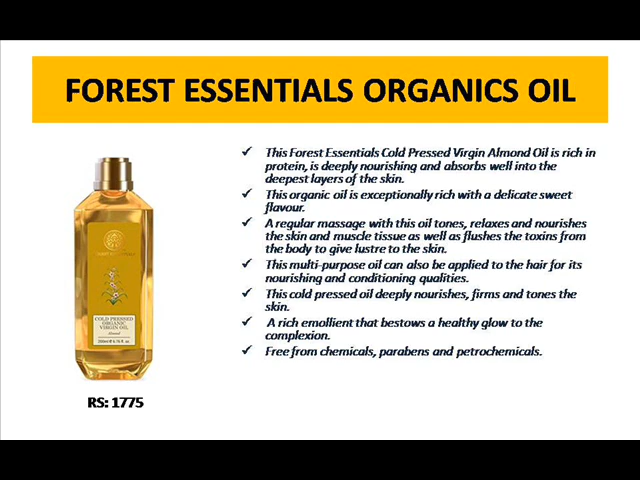 FOREST ESSENTIALS ORGANICS OIL
This Forest Essentials Cold Pressed Virgin Almond Oil is rich in
protein, is deeply nourishing and absorbs well into the
deepest layers of the skin.
This organic oil is exceptionally rich with a delicate sweet
flavour.
A regular massage with this oil tones, relaxes and nourishes
the skin and muscle tissue as well as flushes the toxins from
the body to give lustre to the skin.
This multi-purpose oil can also be applied to the hair for its
nourishing and conditioning qualities.
This cold pressed oil deeply nourishes, firms and tones the
skin.
A rich emollient that bestows a healthy glow to the
complexion.
Free from chemicals, parabens and petrochemicals.
COLD PRESSED
ORGANIC
VIRGIN OIL
Almond
RS: 1775